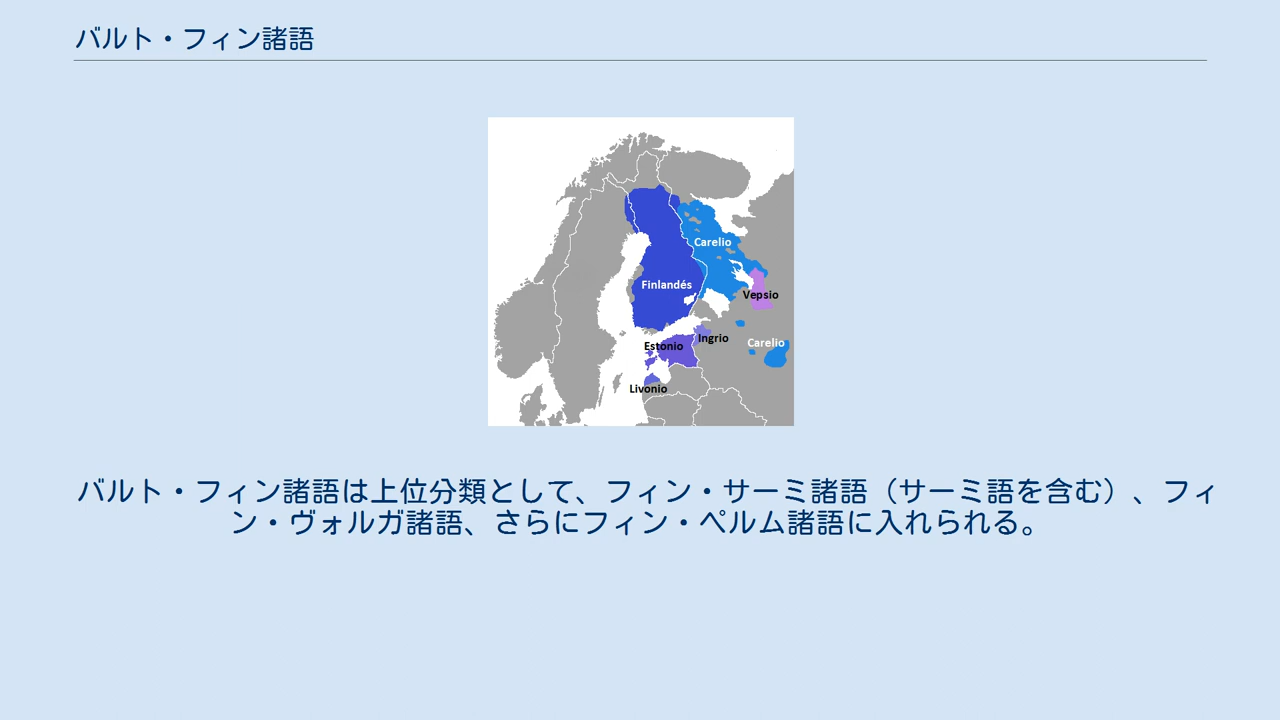 バルト・フィン諸語
Carelio
Finlandés
Vepsio
Ingrio
Carelio
Estonio
Livonio
バルト・フィン諸語は上位分類として、フィン・サーミ諸語（サーミ語を含む）、フィ
ン・ヴォルガ諸語、さらにフィン・ペルム諸語に入れられる。